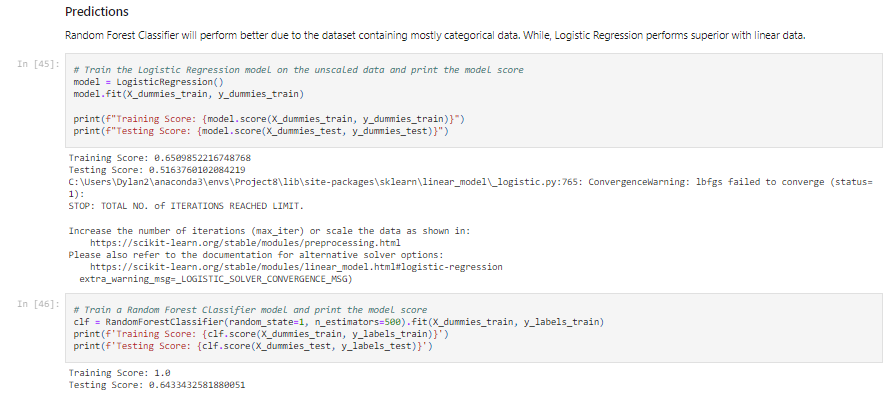 Predictions
Random Forest Classifier will perform better due to the dataset containing mostly categorical data. While, Logistic Regression performs superior with linear data.
In [45]:
# Train the Logistic Regression model on the unscaled data and print the model score
model = LogisticRegression()
model.fit(X_dummies_train, y_dummies_train)
print(f"Training Score: {model.score(X_dummies_train, y_dummies_train)}")
print(f"Testing Score: {model.score(X_dummies_test, y_dummies_test)}")
Training Score: 0.6509852216748768
Testing Score: 0.5163760102084219
C:\Users\Dylan2\anaconda3\envs\Project8\lib\site-packages\sklearn\linear_model\_logistic.py:765: ConvergenceWarning: lbfgs failed to converge (status=
1):
STOP: TOTAL NO. of ITERATIONS REACHED LIMIT.
Increase the number of iterations (max_iter) or scale the data as shown in:
https://scikit-learn.org/stable/modules/preprocessing.html
Please also refer to the documentation for alternative solver options:
https://scikit-learn.org/stable/modules/linear_model.html#logistic-regression
extra_warning_msg=_LOGISTIC_SOLVER_CONVERGENCE_MSG)
In [46]:
# Train a Random Forest Classifier model and print the model score
clf = RandomForestClassifier(random_state=1, n_estimators=500).fit(X_dummies_train, y_labels_train)
print(f'Training Score: {clf.score(X_dummies_train, y_labels_train)}')
print(f'Testing Score: {clf.score(X_dummies_test, y_labels_test)}')
Training Score: 1.0
Testing Score: 0.6433432581880051